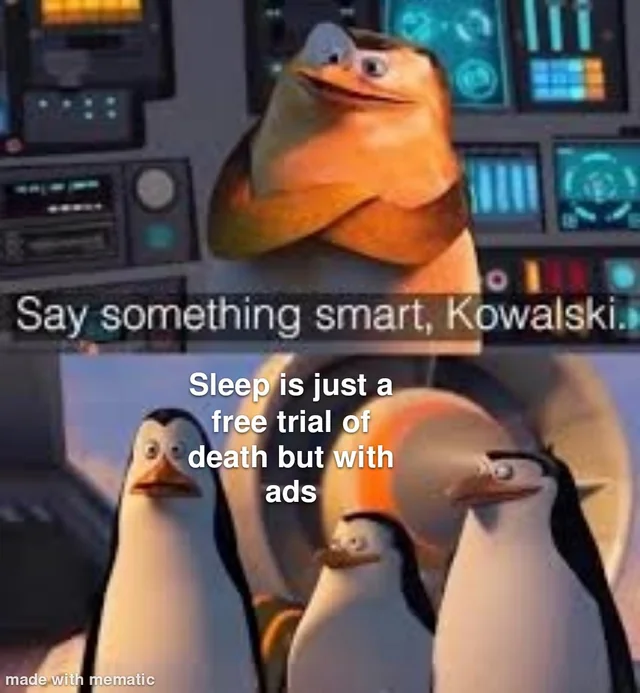 Say something smart, Kowalski.
Sleep is just a
free trial of
death but with
ads
made with mematic